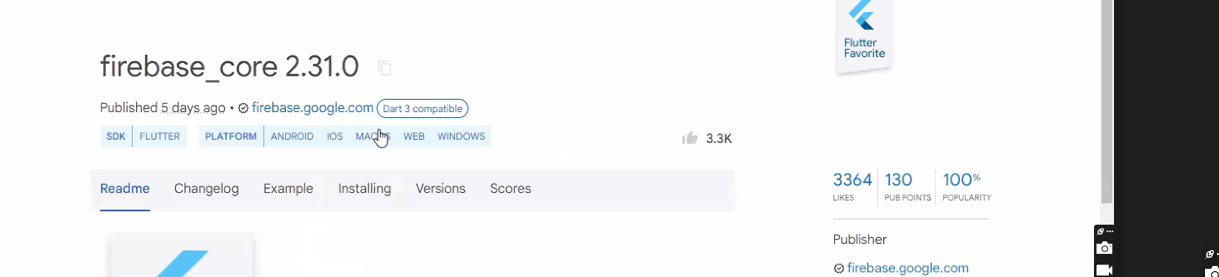 Flutter
Favorite
firebase_core 2.31.0
Published 5 days ago • firebase.google.com Dart 3 compatible
SDK FLUTTER PLATFORM ANDROID IOS WEB WINDOWS
3.3K
Readme Changelog Example Installing Versions Scores
3364 130 100%
LIKES PUB POINTS POPULARITY
Publisher
firebase.google.com